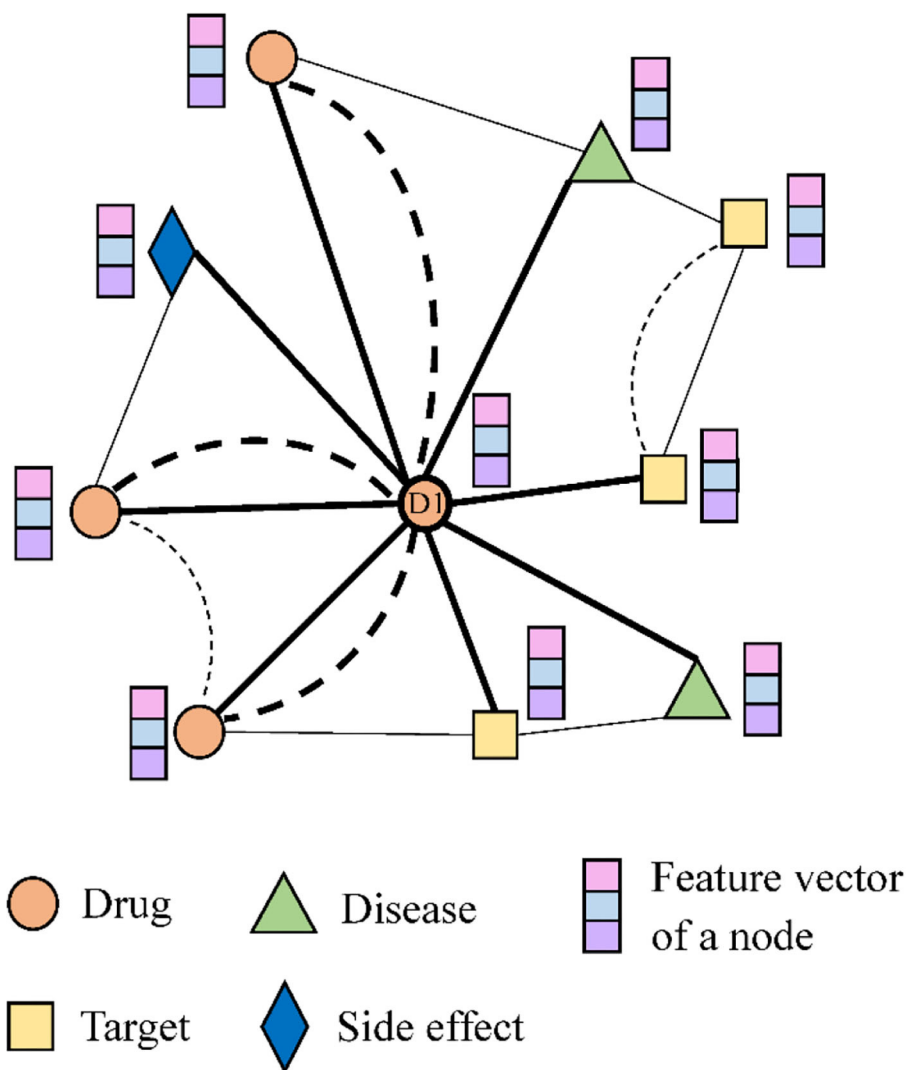 D1
Drug
Disease
Feature vector
of a node
Target
Side effect